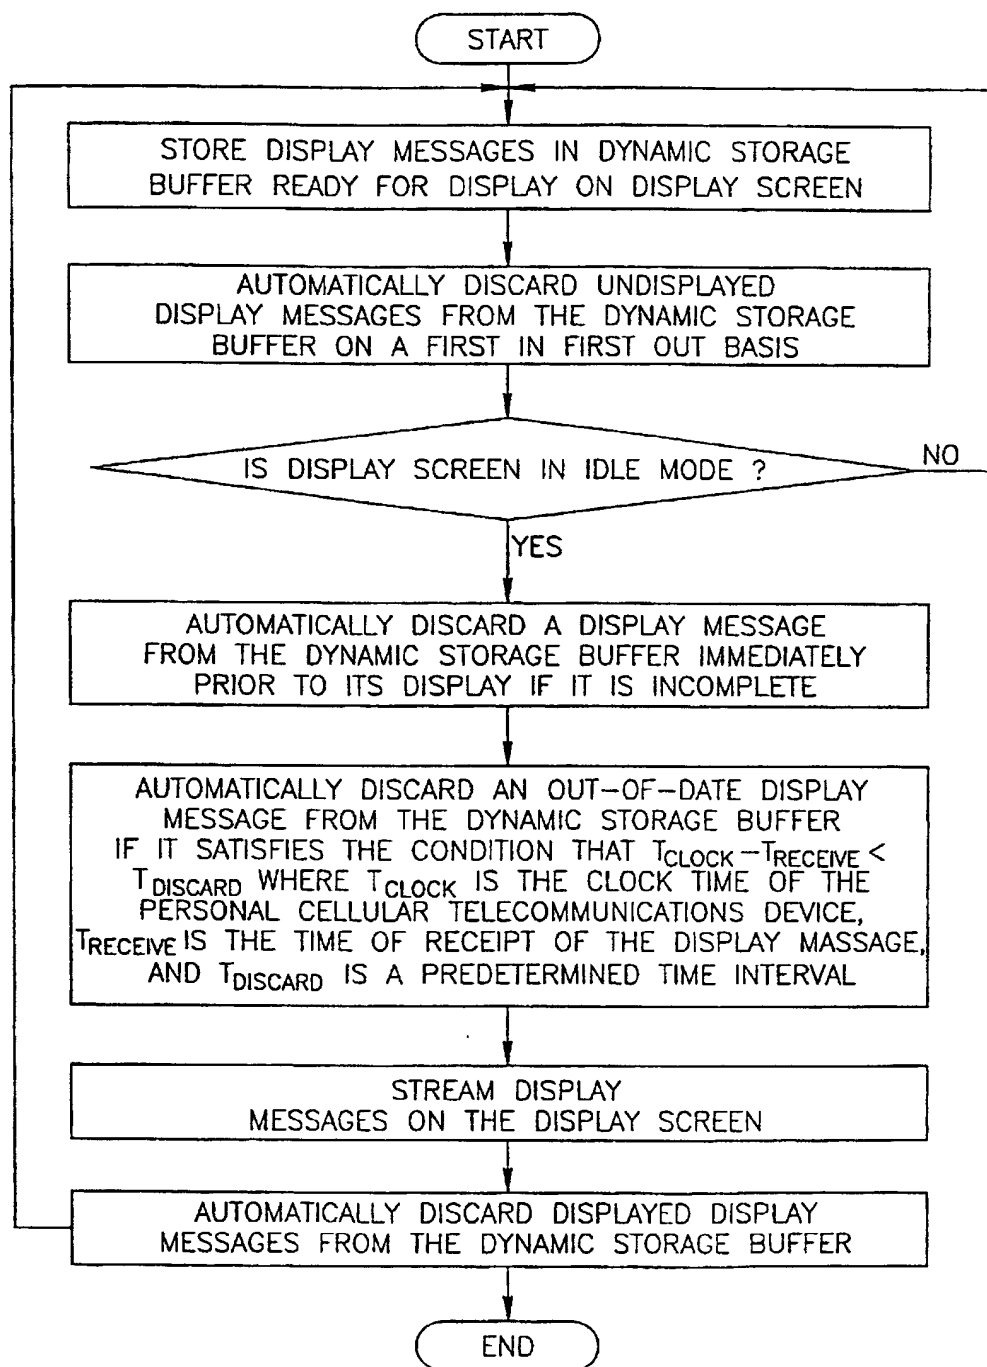 START
STORE DISPLAY MESSAGES IN DYNAMIC STORAGE
BUFFER READY FOR DISPLAY ON DISPLAY SCREEN
AUTOMATICALLY DISCARD UNDISPLAYED
DISPLAY MESSAGES FROM THE DYNAMIC STORAGE
BUFFER ON A FIRST IN FIRST OUT BASIS
IS DISPLAY SCREEN IN IDLE MODE ?
NO
YES
AUTOMATICALLY DISCARD A DISPLAY MESSAGE
FROM THE DYNAMIC STORAGE BUFFER IMMEDIATELY
PRIOR TO ITS DISPLAY IF IT IS INCOMPLETE
AUTOMATICALLY DISCARD AN OUT-OF-DATE DISPLAY
MESSAGE FROM THE DYNAMIC STORAGE BUFFER
IF IT SATISFIES THE CONDITION THAT TCLOCK-TRECEIVE <
TDISCARD WHERE TCLOCK IS THE CLOCK TIME OF THE
PERSONAL CELLULAR TELECOMMUNICATIONS DEVICE,
TRECEIVE IS THE TIME OF RECEIPT OF THE DISPLAY MASSAGE,
AND TDISCARD IS A PREDETERMINED TIME INTERVAL
STREAM DISPLAY
MESSAGES ON THE DISPLAY SCREEN
AUTOMATICALLY DISCARD DISPLAYED DISPLAY
MESSAGES FROM THE DYNAMIC STORAGE BUFFER
END